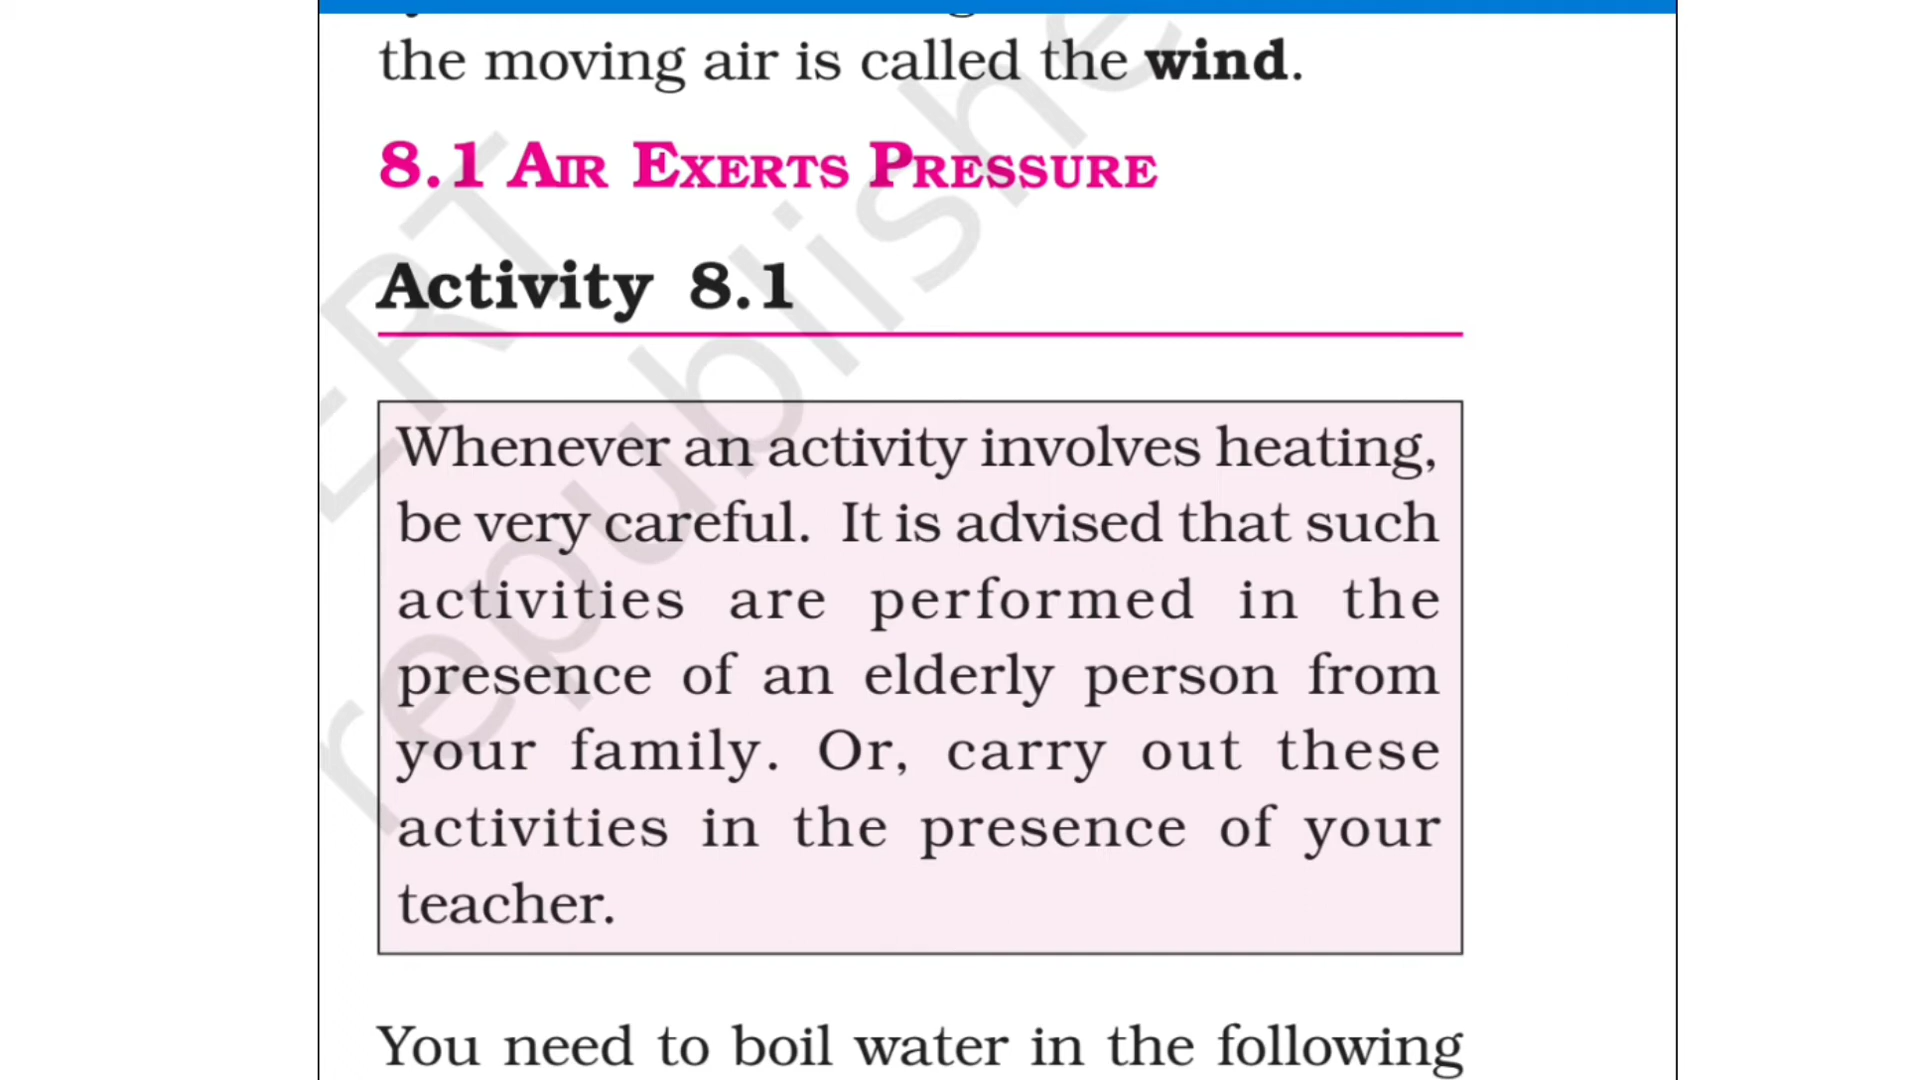 the moving air is called the wind.
8.1 AIR EXERTS PRESSURE
Activity 8.1
Whenever an activity involves heating,
be very careful. It is advised that such
activities are performed in the
presence of an elderly person from
your family. Or, carry out these
activities in the presence of your
teacher.
You need to boil water in the following
ERT
republishe